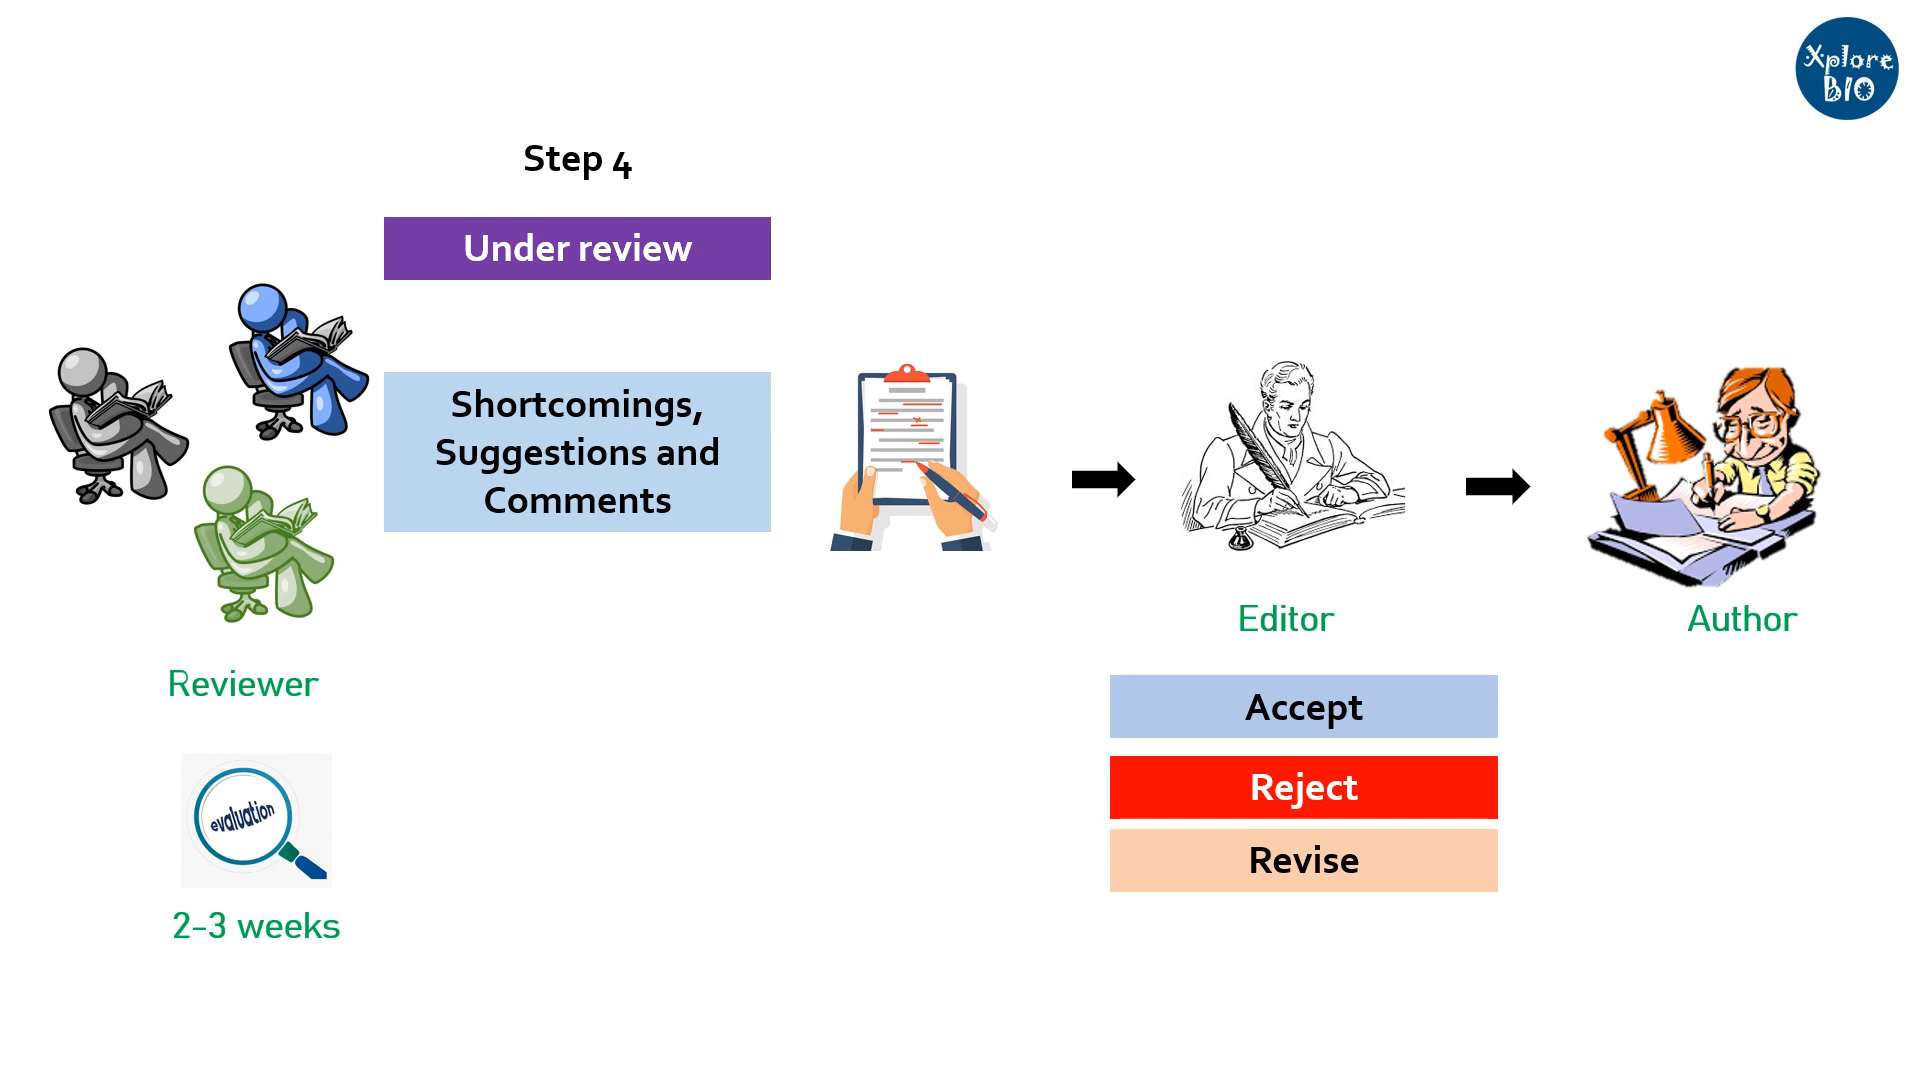 Xplore
BIO
Step 4
Under review
Shortcomings,
Suggestions and
Comments
Editor
Author
Reviewer
Accept
Reject
evaluation
Revise
2-3 weeks